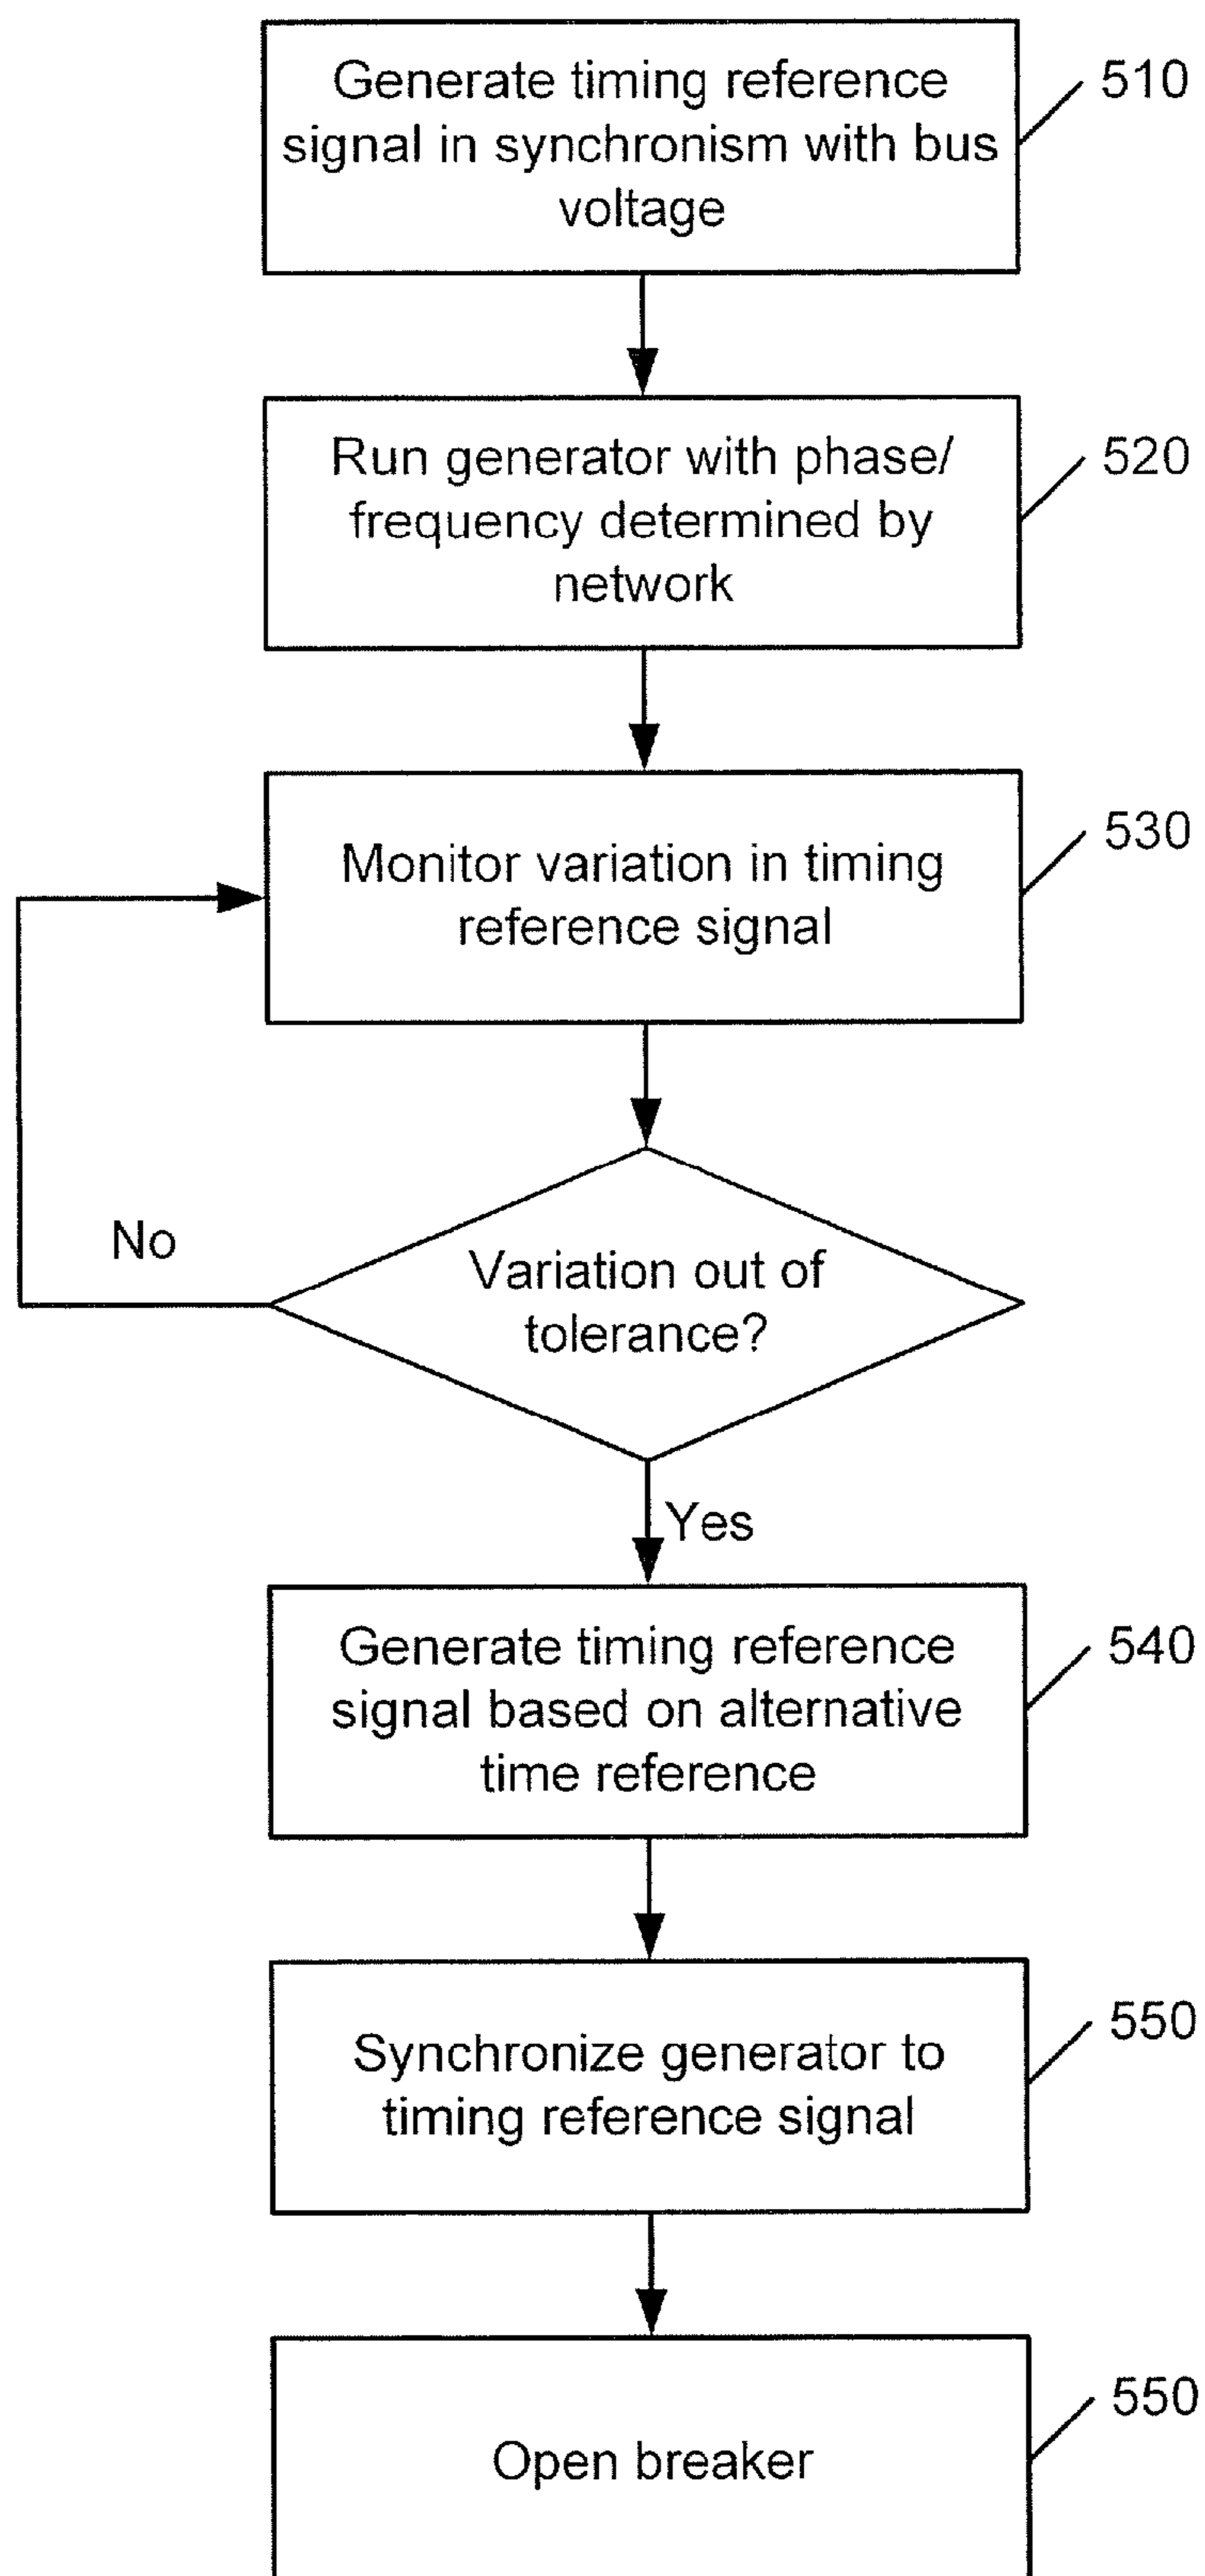 Generate timing reference
signal in synchronism with bus
voltage
510
Run generator with phase/
frequency determined by
network
520
Monitor variation in timing
reference signal
530
Variation out of
tolerance?
No
Yes
Generate timing reference
signal based on alternative
time reference
540
Synchronize generator to
timing reference signal
550
Open breaker
550